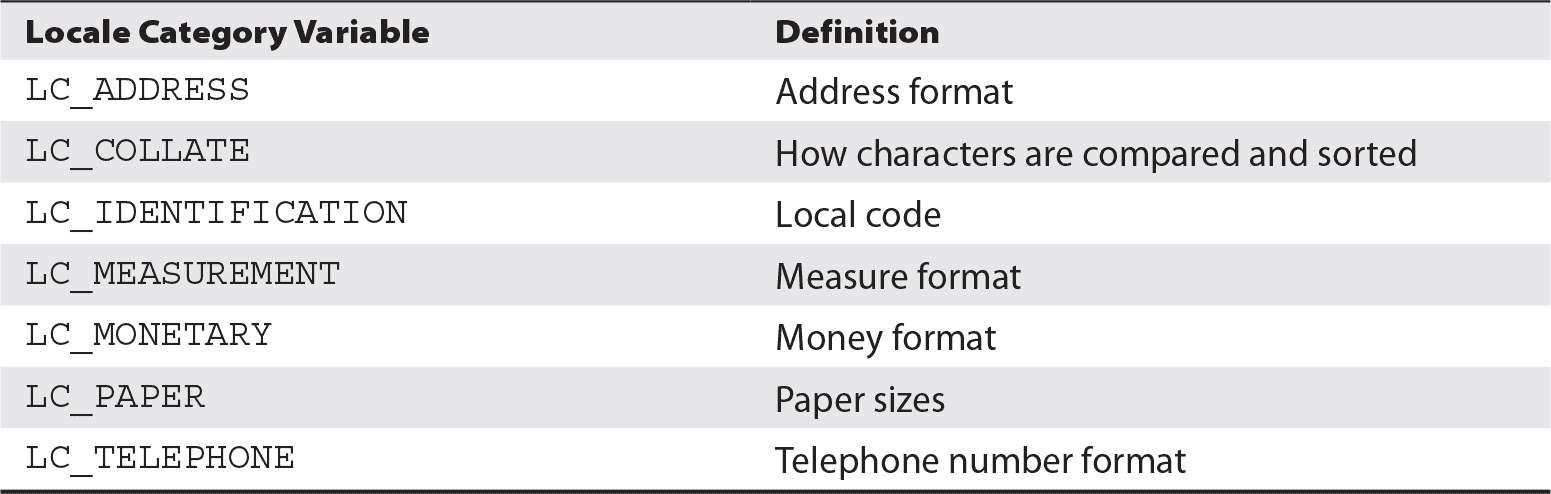 Locale Category Variable Definition
LC_ADDRESS Address format
LC_COLLATE How characters are compared and sorted
LC_IDENTIFICATION Local code
LC_MEASUREMENT Measure format
LC_MONETARY Money format
LC_PAPER Paper sizes
LC_TELEPHONE Telephone number format